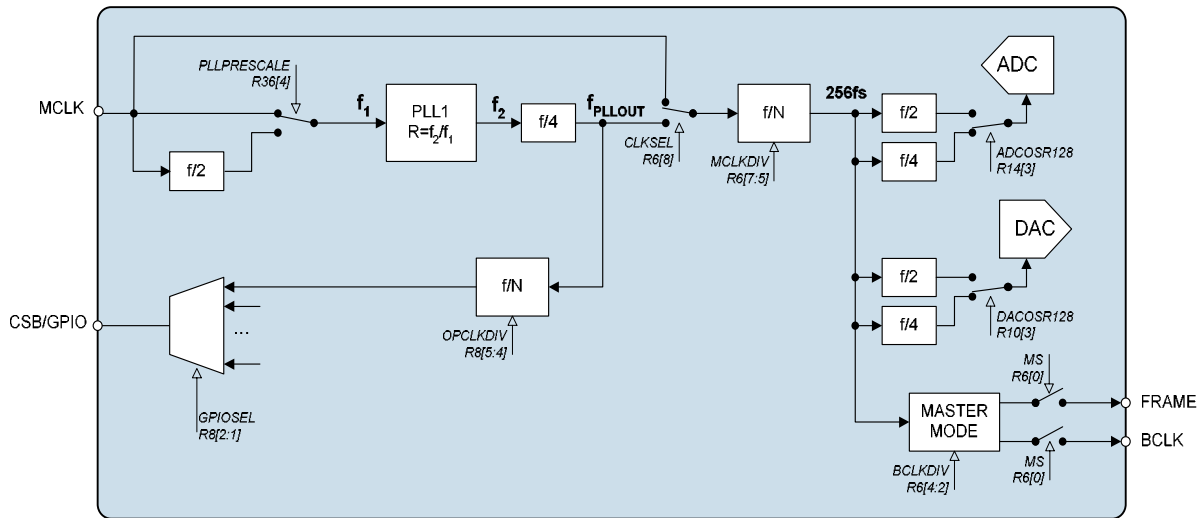 PLLPRESCALE
R36[4]
MCLK
f/2
f1
PLL1
R=f2/f1
f2
f/4
fPLLOUT
CLKSEL
R6[8]
f/N
MCLKDIV
R6[7:5]
256fs
f/2
f/4
ADC
ADCOSR128
R14[3]
DAC
f/2
f/4
DACOSR128
R10[3]
f/N
OPCLKDIV
R8[5:4]
CSB/GPIO
...
GPIOSEL
R8[2:1]
MASTER
MODE
BCLKDIV
R6[4:2]
MS
R6[0]
FRAME
BCLK
MS
R6[0]